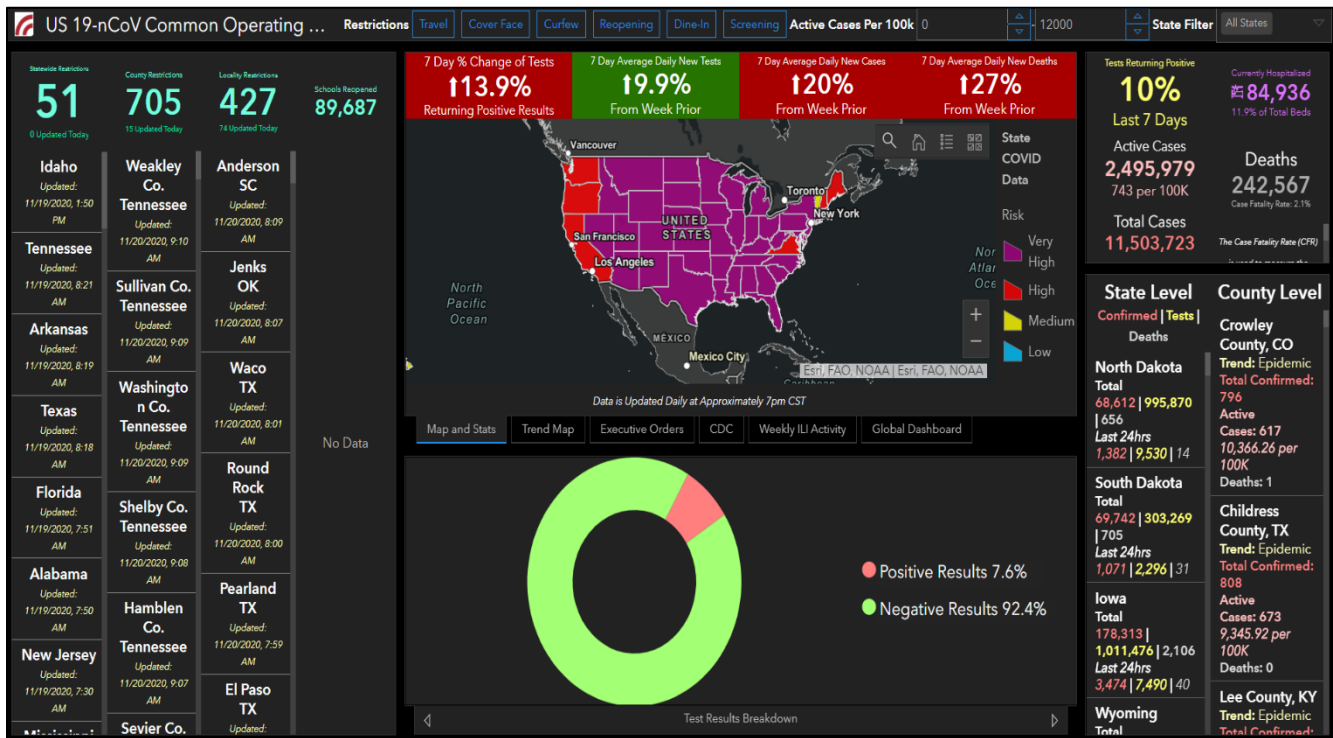 US 19-nCoV Common Operating ...
Restrictions
Travel
Cover Face
Curfew
Reopening
Dine-In
Screening
Active Cases Per 100k
0
-
12000
State Filter
All States
Statewide Restrictions
51
0 Updated Today
Idaho
Updated:
11/19/2020, 1:50
PM
Tennessee
Updated:
11/19/2020, 8:21
AM
Arkansas
Updated:
11/19/2020, 8:19
AM
Texas
Updated:
11/19/2020, 8:18
AM
Florida
Updated:
11/19/2020, 7:51
AM
Alabama
Updated:
11/19/2020, 7:50
AM
New Jersey
Updated:
11/19/2020, 7:30
AM
County Restrictions
705
15 Updated Today
Weakley
Co.
Tennessee
Updated:
11/20/2020, 9:10
AM
Sullivan Co.
Tennessee
Updated:
11/20/2020, 9:09
AM
Washingto
n Co.
Tennessee
Updated:
11/20/2020, 9:09
AM
Shelby Co.
Tennessee
Updated:
11/20/2020, 9:08
AM
Hamblen
Co.
Tennessee
Updated:
11/20/2020, 9:07
AM
Sevier Co.
Locality Restrictions
427
74 Updated Today
Anderson
SC
Updated:
11/20/2020, 8:09
AM
Jenks
OK
Updated:
11/20/2020, 8:07
AM
Waco
TX
Updated:
11/20/2020, 8:01
AM
Round
Rock
TX
Updated:
11/20/2020, 8:00
AM
Pearland
TX
Updated:
11/20/2020, 7:59
AM
El Paso
TX
Updated:
Schools Reopened
89,687
No Data
7 Day % Change of Tests
13.9%
Returning Positive Results
7 Day Average Daily New Tests
9.9%
From Week Prior
7 Day Average Daily New Cases
20%
From Week Prior
7 Day Average Daily New Deaths
27%
From Week Prior
Vancouver
Toronto
New York
UNITED
STATES
San Francisco
Los Angeles
North
Pacific
Ocean
Nor
Atlar
Oce
MÉXICO
Mexico City
Caribbean
Esri, FAO, NOAA | Esri, FAO, NOAA
State
COVID
Data
Risk
Very
High
High
Medium
Low
+
−
Data is Updated Daily at Approximately 7pm CST
Map and Stats
Trend Map
Executive Orders
CDC
Weekly ILI Activity
Global Dashboard
Positive Results 7.6%
Negative Results 92.4%
Test Results Breakdown
Tests Returning Positive
10%
Last 7 Days
Active Cases
2,495,979
743 per 100K
Total Cases
11,503,723
Currently Hospitalized
84,936
11.9% of Total Beds
Deaths
242,567
Case Fatality Rate: 2.1%
The Case Fatality Rate (CFR)
is used to measure the
State Level
Confirmed | Tests |
Deaths
North Dakota
Total
68,612 | 995,870
| 656
Last 24hrs
1,382 | 9,530 | 14
South Dakota
Total
69,742 | 303,269
| 705
Last 24hrs
1,071 | 2,296 | 31
Iowa
Total
178,313 |
1,011,476 | 2,106
Last 24hrs
3,474 | 7,490 | 40
Wyoming
Total
County Level
Crowley
County, CO
Trend: Epidemic
Total Confirmed:
796
Active
Cases: 617
10,366.26 per
100K
Deaths: 1
Childress
County, TX
Trend: Epidemic
Total Confirmed:
808
Active
Cases: 673
9,345.92 per
100K
Deaths: 0
Lee County, KY
Trend: Epidemic
Total Confirmed: